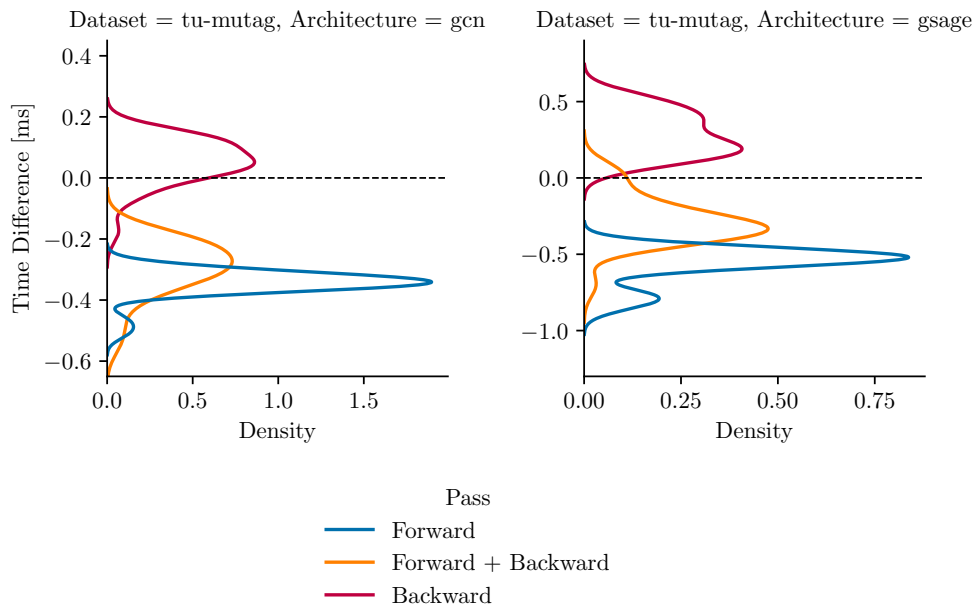 Dataset = tu-mutag, Architecture = gcn
Dataset = tu-mutag, Architecture = gsage
Time Difference [ms]
0.4
0.2
0.0
−0.2
−0.4
−0.6
0.0 0.5 1.0 1.5
Density
0.5
0.0
−0.5
−1.0
0.00 0.25 0.50 0.75
Density
Pass
Forward
Forward + Backward
Backward